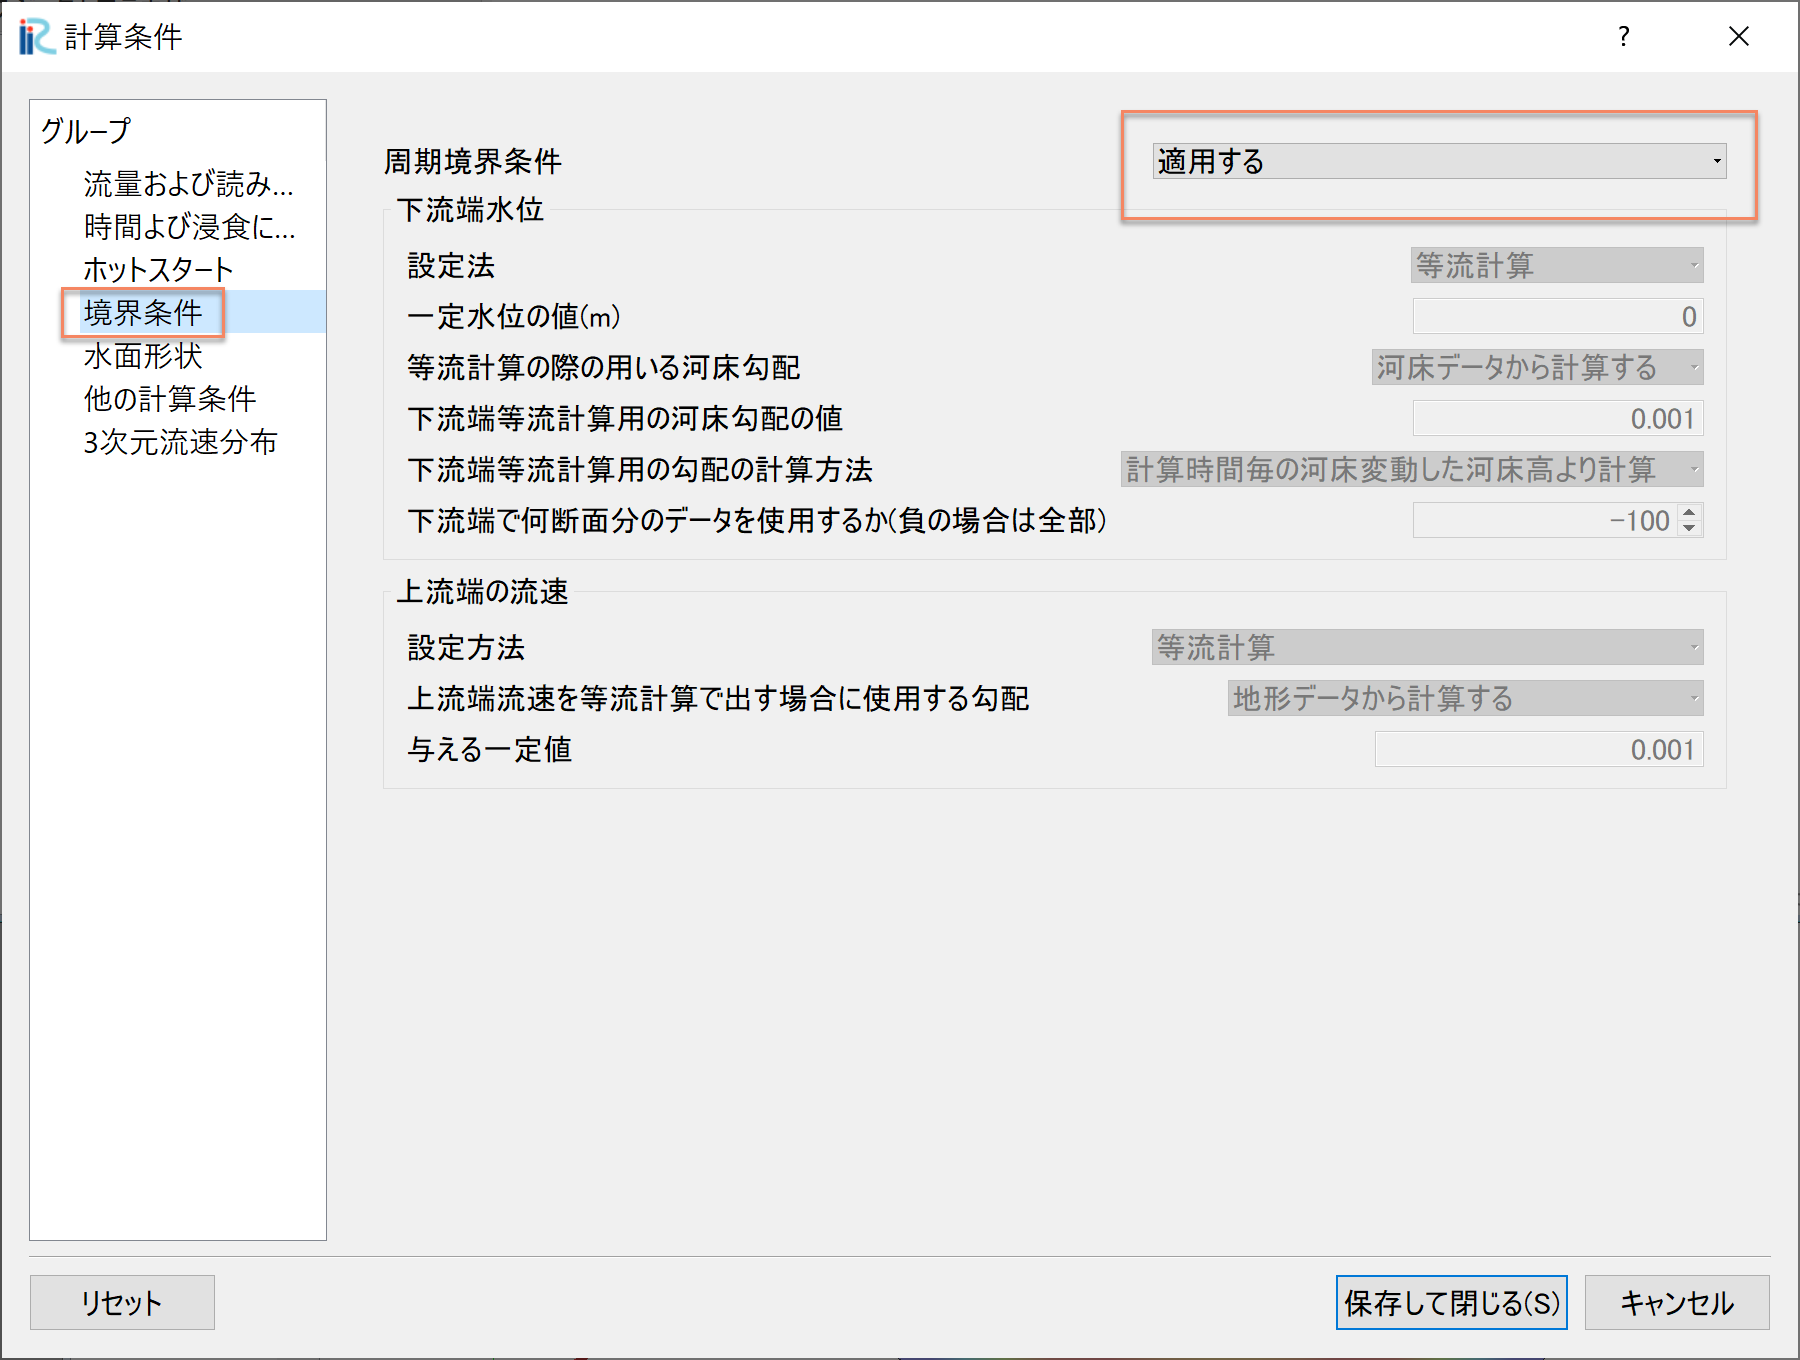 計算条件
グループ
流量および読み...
時間よび浸食に...
ホットスタート
境界条件
水面形状
他の計算条件
3次元流速分布
周期境界条件 適用する
下流端水位
設定法 等流計算
一定水位の値(m) 0
等流計算の際の用いる河床勾配 河床データから計算する
下流端等流計算用の河床勾配の値 0.001
下流端等流計算用の勾配の計算方法 計算時間毎の河床変動した河床高より計算
下流端で何断面分のデータを使用するか(負の場合は全部) -100
上流端の流速
設定方法 等流計算
上流端流速を等流計算で出す場合に使用する勾配 地形データから計算する
与える一定値 0.001
リセット 保存して閉じる(S) キャンセル